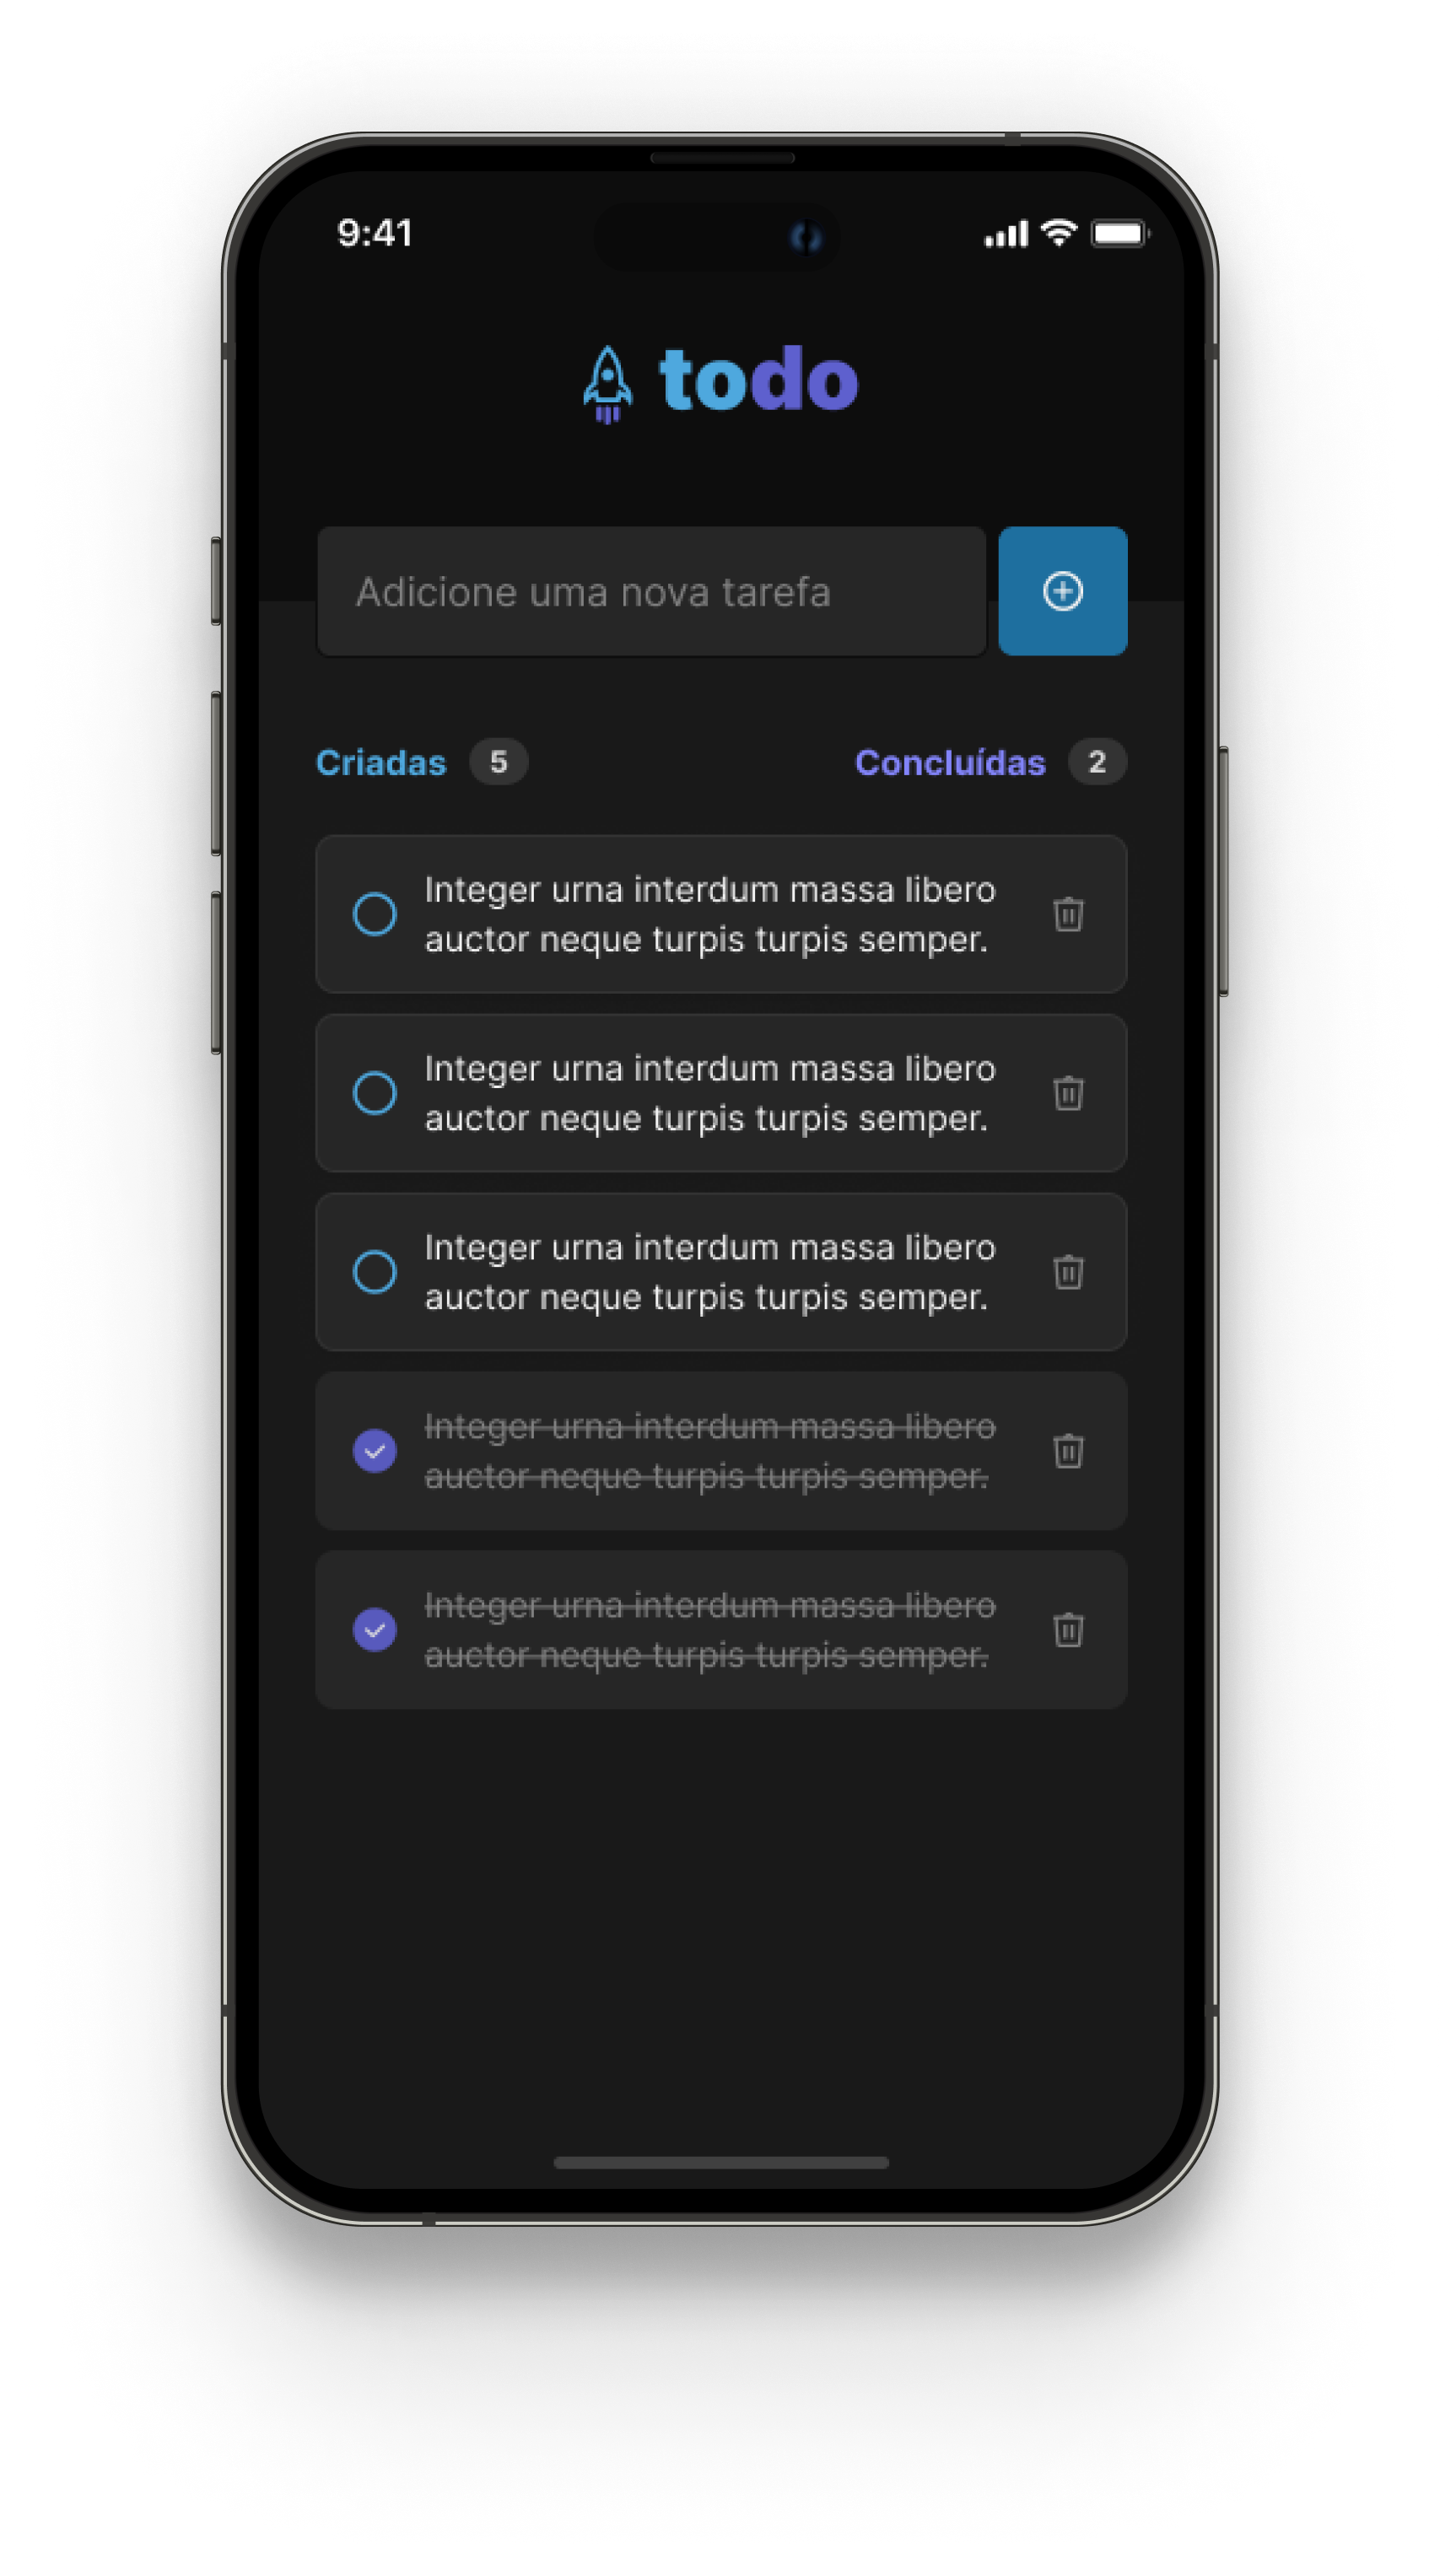 9:41
todo
Adicione uma nova tarefa
Criadas 5
Concluídas 2
Integer urna interdum massa libero
auctor neque turpis turpis semper.
Integer urna interdum massa libero
auctor neque turpis turpis semper.
Integer urna interdum massa libero
auctor neque turpis turpis semper.
Integer urna interdum massa libero
auctor neque turpis turpis semper.
Integer urna interdum massa libero
auctor neque turpis turpis semper.